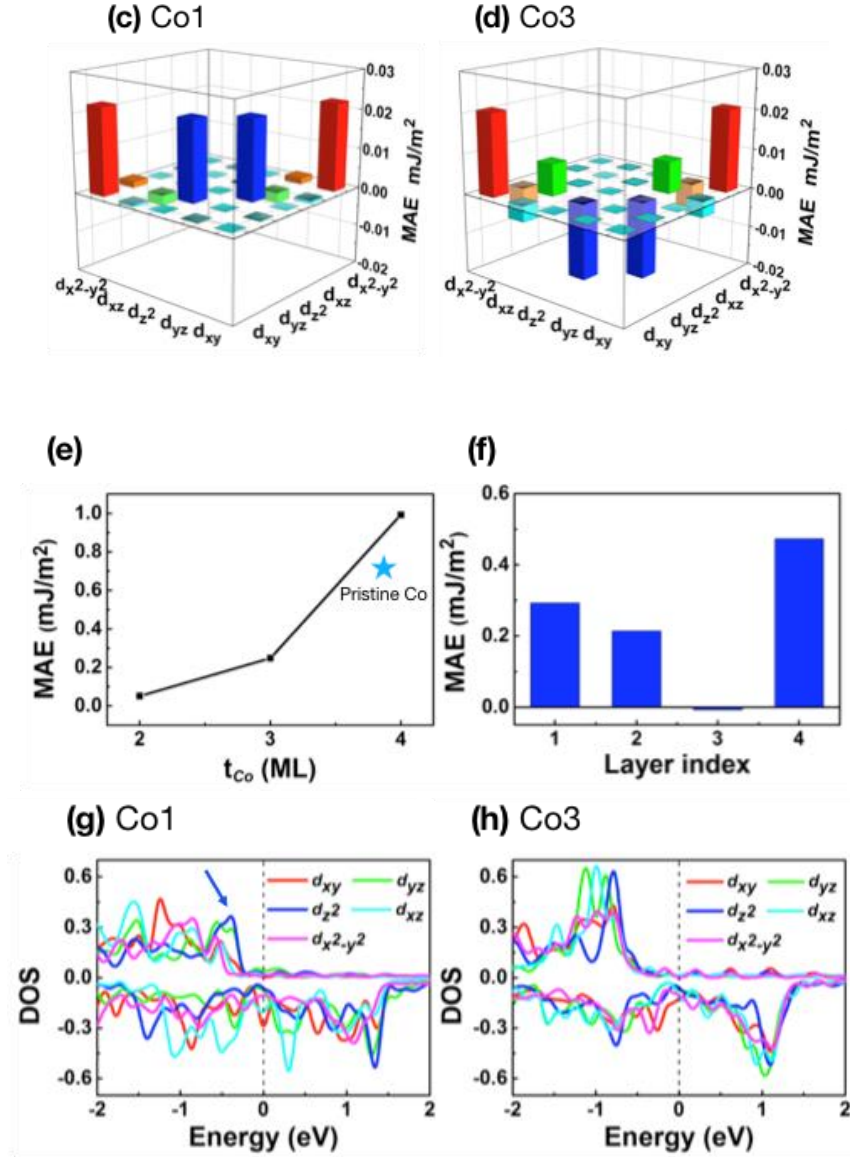 (c) Co1
(d) Co3
0.03
0.02
0.01
0.00
-0.01
-0.02
MAE mJ/m²
dx²-y²
dxz
dz²
dyz
dxy
dxy
dyz
dz²
dxz
dx²-y²
0.03
0.02
0.01
0.00
-0.01
-0.02
MAE mJ/m²
dx²-y²
dxz
dz²
dyz
dxy
dxy
dyz
dz²
dxz
dx²-y²
(e)
(f)
MAE (mJ/m²)
1.0
0.8
0.6
0.4
0.2
0.0
Pristine Co
2 3 4
tCo (ML)
MAE (mJ/m²)
0.6
0.4
0.2
0.0
1 2 3 4
Layer index
(g) Co1
(h) Co3
DOS
0.6
0.3
0.0
-0.3
-0.6
dxy dyz
dz² dxz
dx²-y²
-2 -1 0 1 2
Energy (eV)
DOS
0.6
0.3
0.0
-0.3
-0.6
dxy dyz
dz² dxz
dx²-y²
-2 -1 0 1 2
Energy (eV)